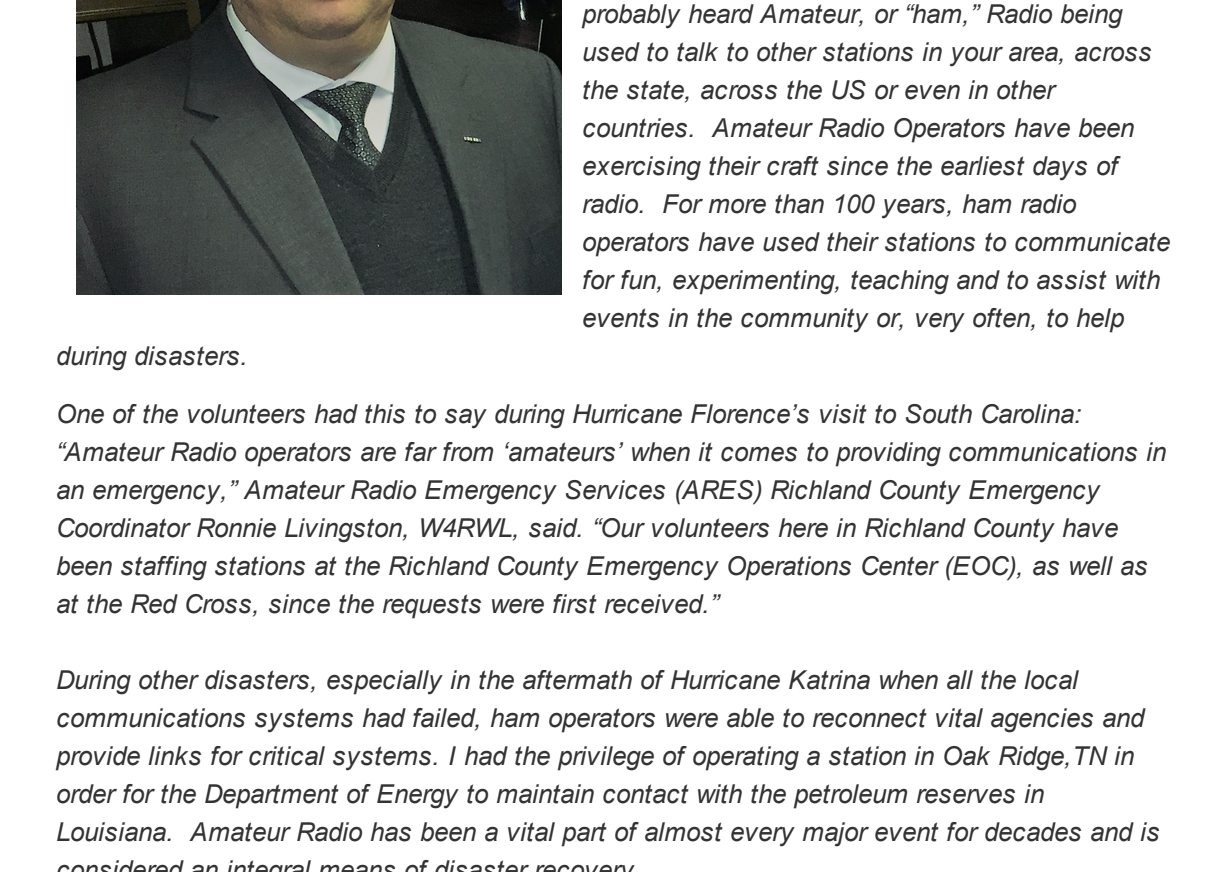 probably heard Amateur, or “ham,” Radio being
used to talk to other stations in your area, across
the state, across the US or even in other
countries.  Amateur Radio Operators have been
exercising their craft since the earliest days of
radio.  For more than 100 years, ham radio
operators have used their stations to communicate
for fun, experimenting, teaching and to assist with
events in the community or, very often, to help
during disasters.
One of the volunteers had this to say during Hurricane Florence’s visit to South Carolina:
“Amateur Radio operators are far from ‘amateurs’ when it comes to providing communications in
an emergency,” Amateur Radio Emergency Services (ARES) Richland County Emergency
Coordinator Ronnie Livingston, W4RWL, said. “Our volunteers here in Richland County have
been staffing stations at the Richland County Emergency Operations Center (EOC), as well as
at the Red Cross, since the requests were first received.”
During other disasters, especially in the aftermath of Hurricane Katrina when all the local
communications systems had failed, ham operators were able to reconnect vital agencies and
provide links for critical systems. I had the privilege of operating a station in Oak Ridge,TN in
order for the Department of Energy to maintain contact with the petroleum reserves in
Louisiana.  Amateur Radio has been a vital part of almost every major event for decades and is
considered an integral means of disaster recovery.